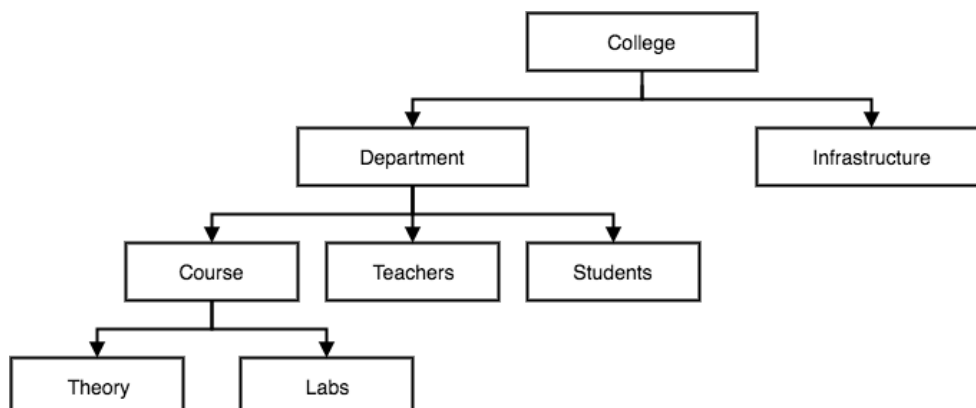 College
Department
Infrastructure
Course
Teachers
Students
Theory
Labs